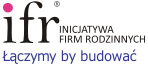 ifr INICJATYWA
FIRM RODZINNYCH
Łączymy by budować